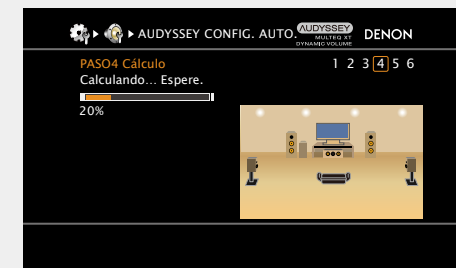 AUDYSSEY CONFIG. AUTO.
AUDYSSEY
MULTEQ XT
DYNAMIC VOLUME
DENON
PASO4 Cálculo
1 2 3 4 5 6
Calculando... Espere.
20%